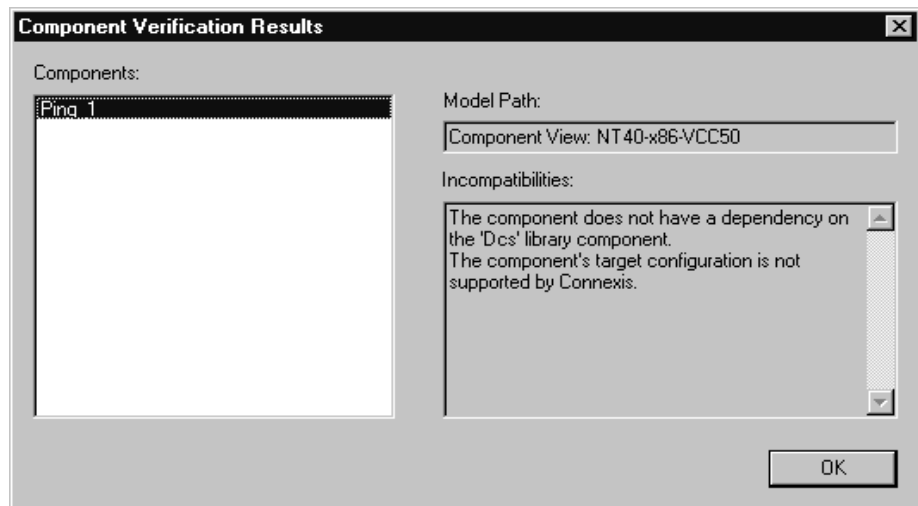 Component Verification Results
Components:
Ping_1
Model Path:
Component View: NT40-x86-VCC50
Incompatibilities:
The component does not have a dependency on
the 'Dcs' library component.
The component's target configuration is not
supported by Connexis.
OK